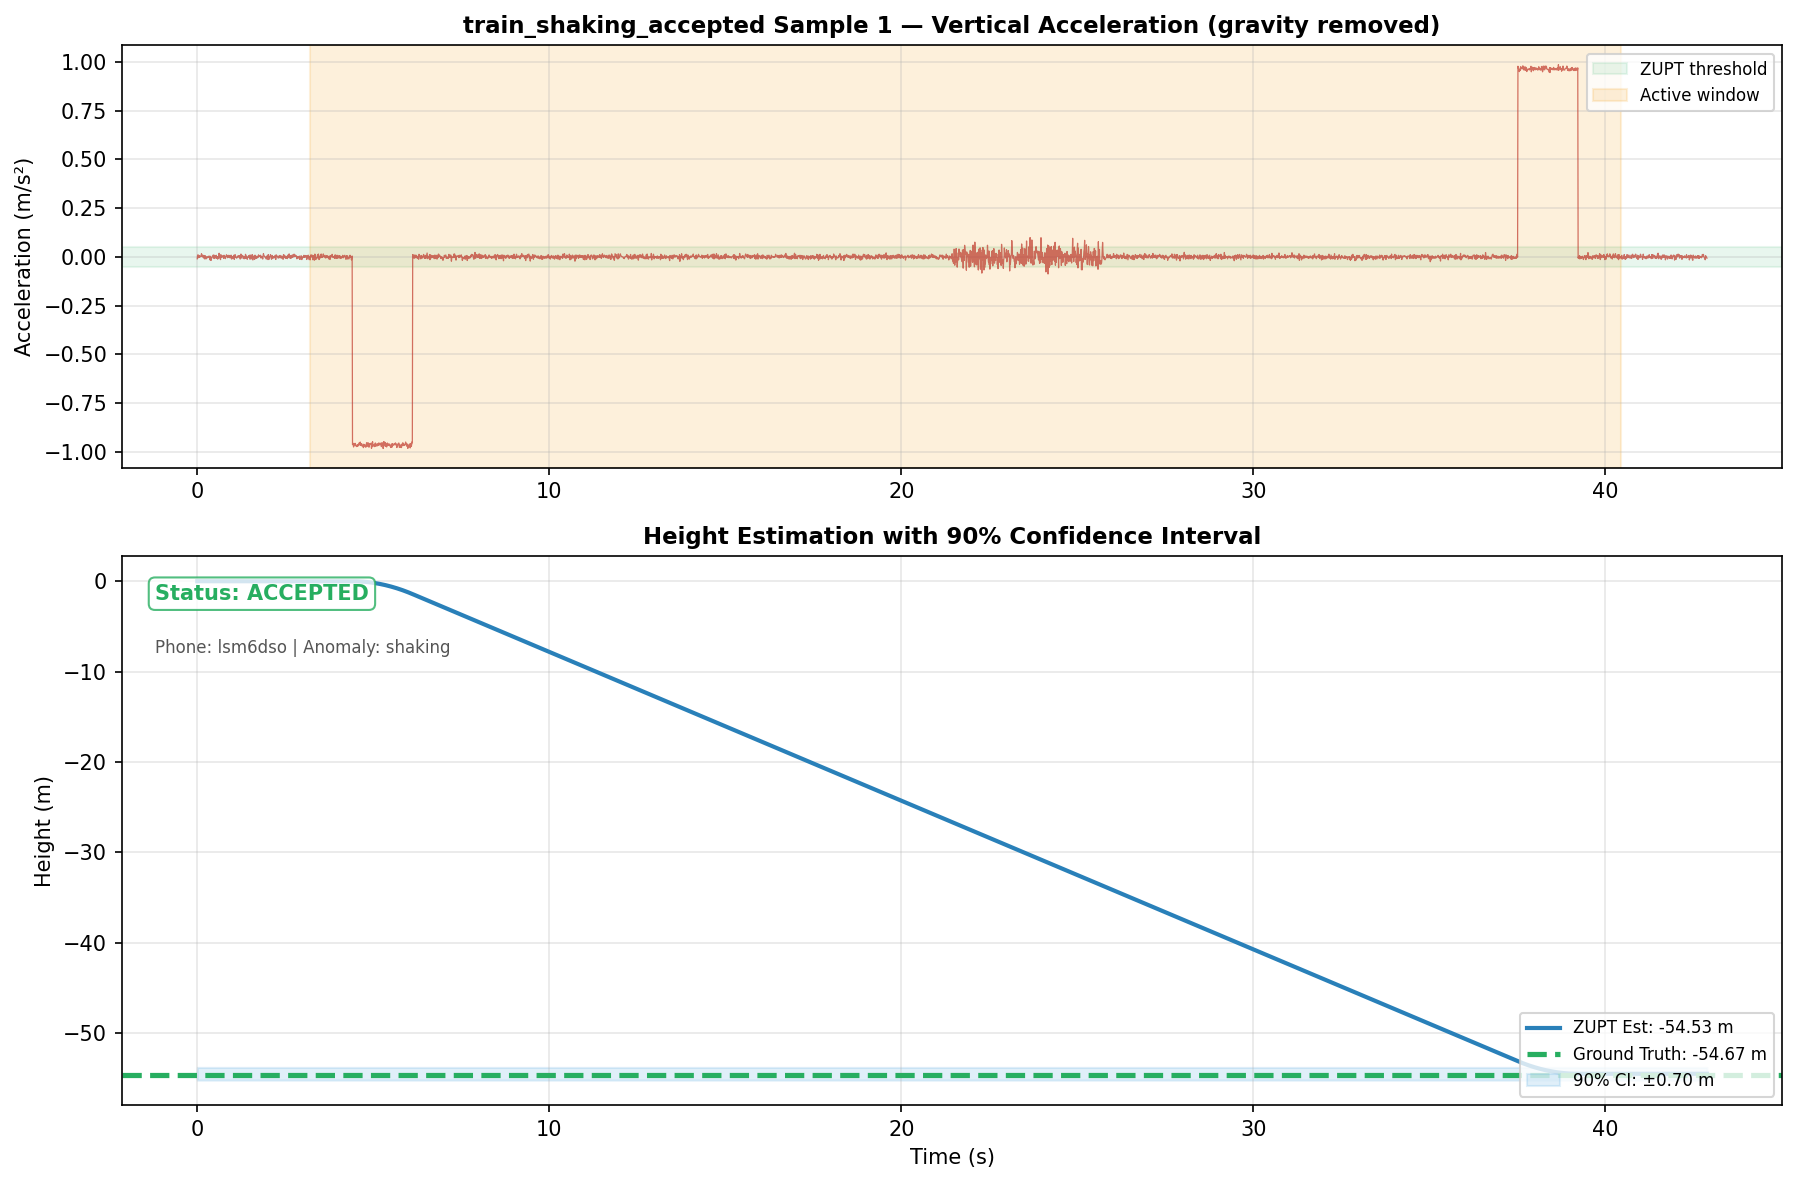 train_shaking_accepted Sample 1 — Vertical Acceleration (gravity removed)
Acceleration (m/s²)
1.00
0.75
0.50
0.25
0.00
−0.25
−0.50
−0.75
−1.00
ZUPT threshold
Active window
0 10 20 30 40
Height Estimation with 90% Confidence Interval
Height (m)
0
−10
−20
−30
−40
−50
Status: ACCEPTED
Phone: lsm6dso | Anomaly: shaking
ZUPT Est: -54.53 m
Ground Truth: -54.67 m
90% CI: ±0.70 m
0 10 20 30 40
Time (s)